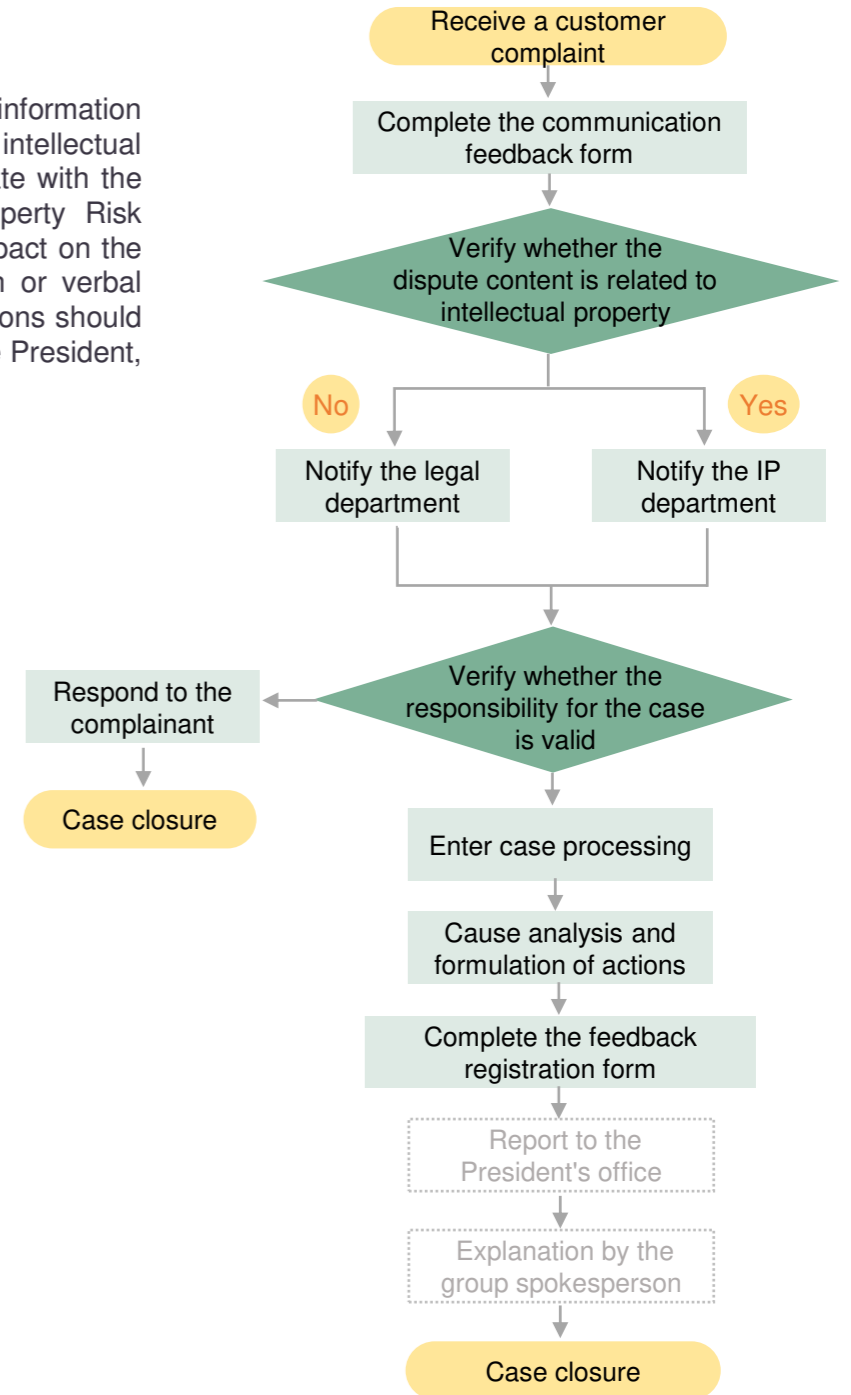 information
intellectual
with the
Risk
on the
or verbal
should
President,
Receive a customer
complaint
Complete the communication
feedback form
Verify whether the
dispute content is related to
intellectual property
No
Yes
Notify the legal
department
Notify the IP
department
Verify whether the
responsibility for the case
is valid
Respond to the
complainant
Case closure
Enter case processing
Cause analysis and
formulation of actions
Complete the feedback
registration form
Report to the
President's office
Explanation by the
group spokesperson
Case closure